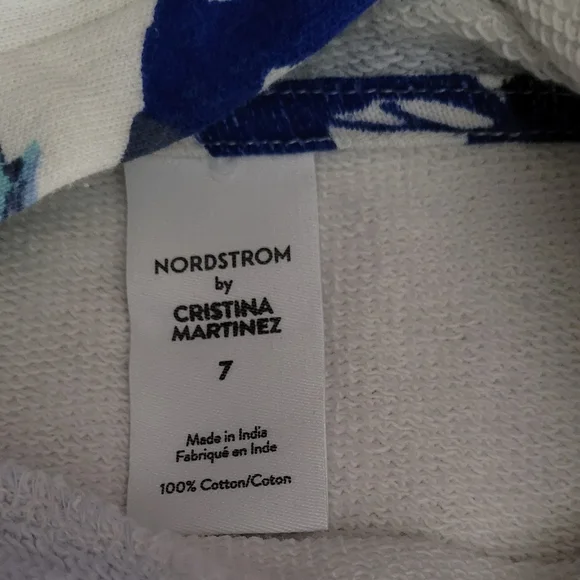 NORDSTROM
by
CRISTINA
MARTINEZ
7
Made in India
Fabriqué en Inde
100% Cotton/Coton